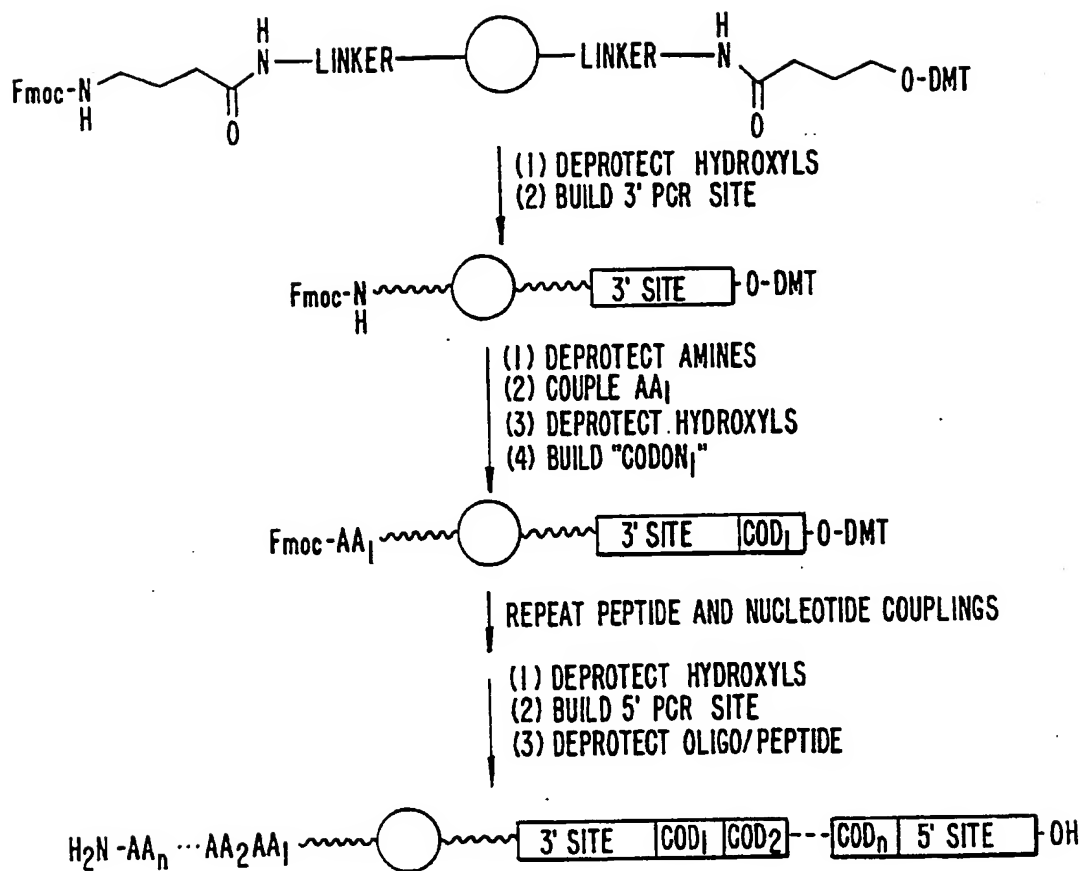 Fmoc-N H O H N LINKER LINKER H N O O-DMT
(1) DEPROTECT HYDROXYLS
(2) BUILD 3' PCR SITE
Fmoc-N H 3' SITE O-DMT
(1) DEPROTECT AMINES
(2) COUPLE AA1
(3) DEPROTECT HYDROXYLS
(4) BUILD "CODON1"
Fmoc-AA1 3' SITE COD1 O-DMT
REPEAT PEPTIDE AND NUCLEOTIDE COUPLINGS
(1) DEPROTECT HYDROXYLS
(2) BUILD 5' PCR SITE
(3) DEPROTECT OLIGO/PEPTIDE
H2N-AAn ··· AA2AA1 3' SITE COD1 COD2 --- CODn 5' SITE OH